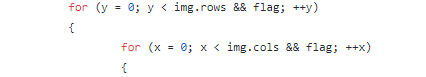 for (y = 0; y < img.rows && flag; ++y)
{
for (x = 0; x < img.cols && flag; ++x)
{